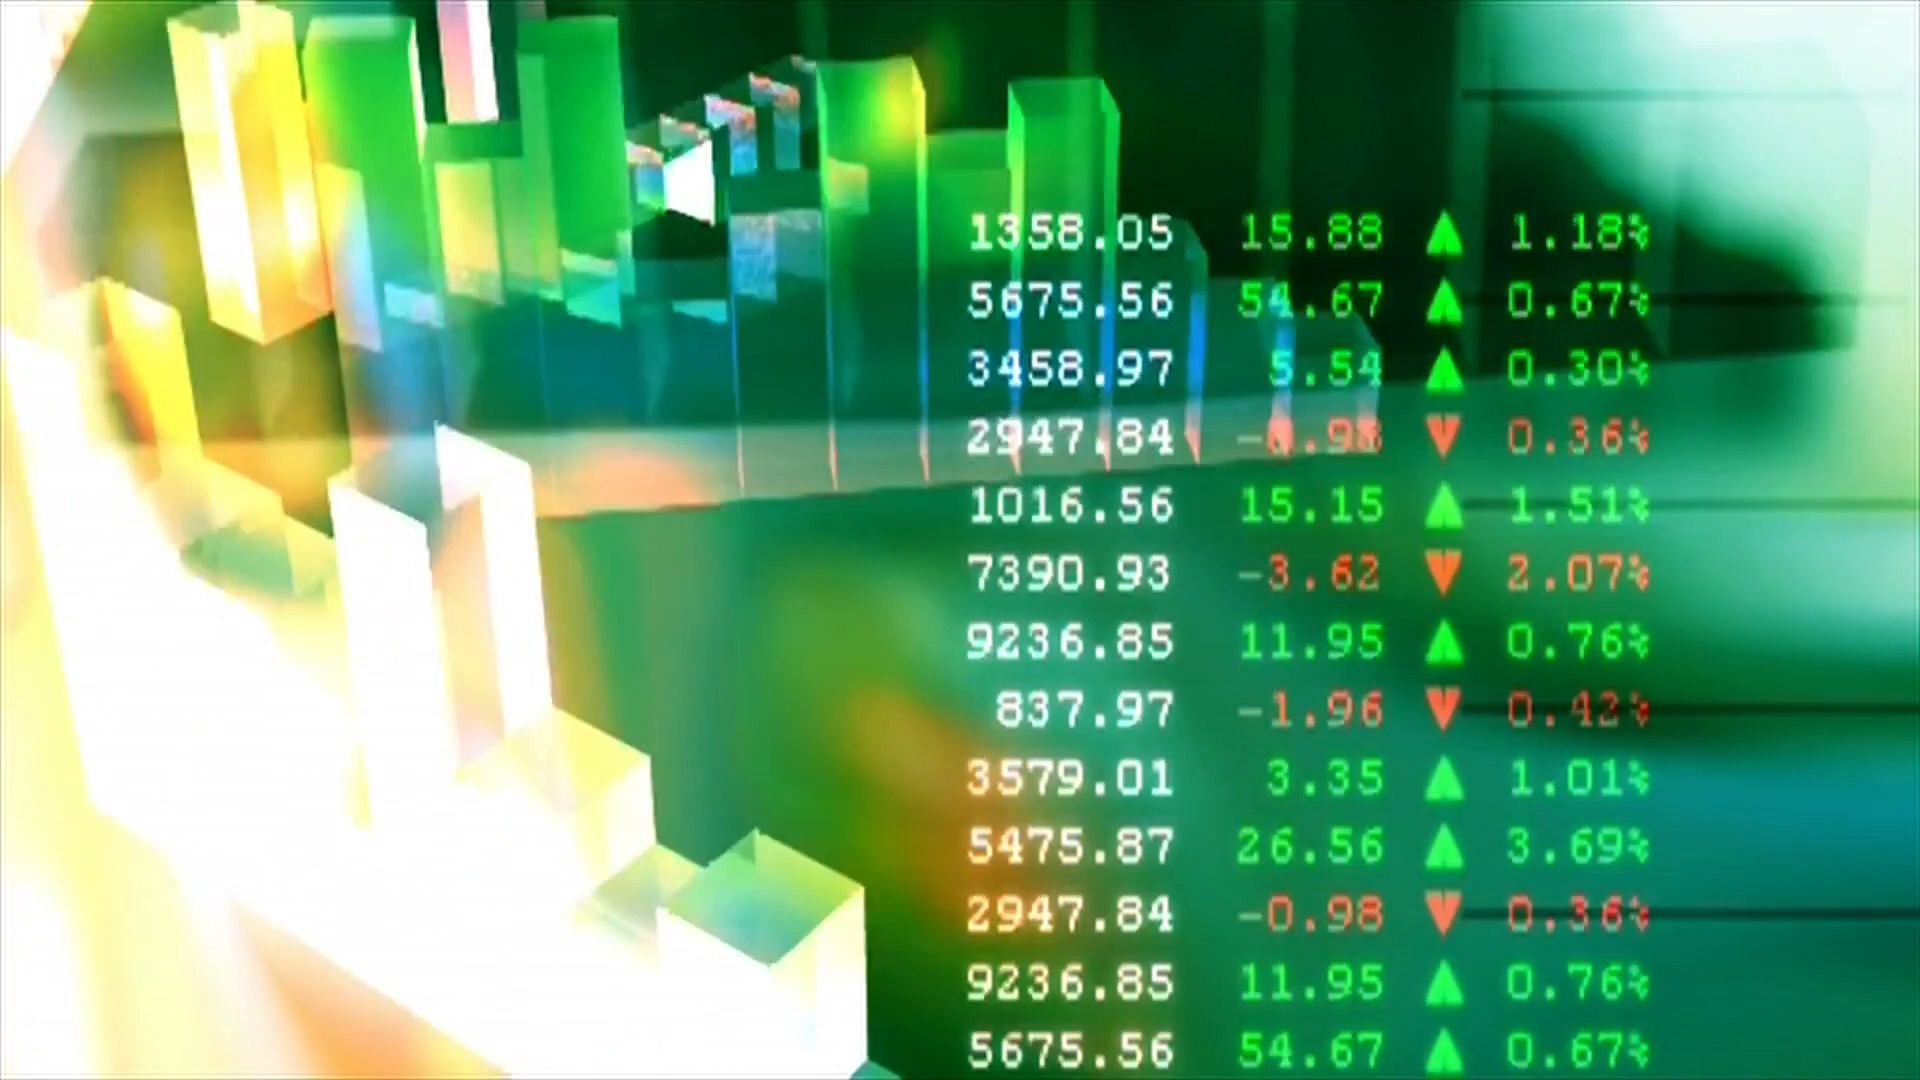 1358.05 15.88 ▲ 1.18%
5675.56 54.67 ▲ 0.67%
3458.97 5.54 ▲ 0.30%
2947.84 -0.98 ▼ 0.36%
1016.56 15.15 ▲ 1.51%
7390.93 -3.62 ▼ 2.07%
9236.85 11.95 ▲ 0.76%
837.97 -1.96 ▼ 0.42%
3579.01 3.35 ▲ 1.01%
5475.87 26.56 ▲ 3.69%
2947.84 -0.98 ▼ 0.36%
9236.85 11.95 ▲ 0.76%
5675.56 54.67 ▲ 0.67%